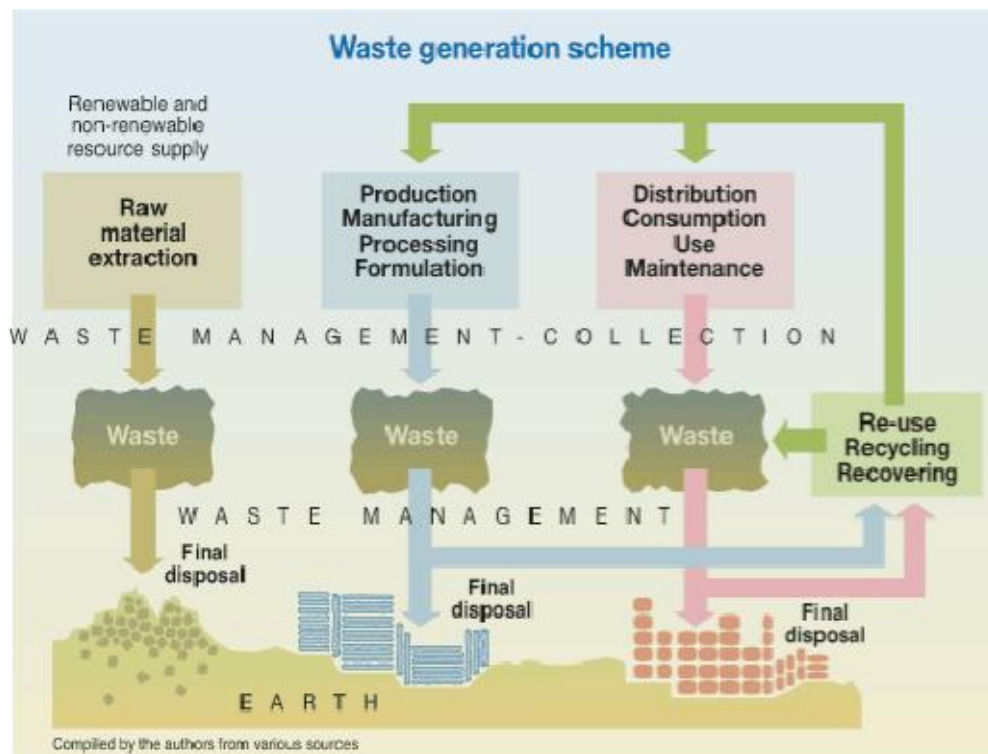 Waste generation scheme
Renewable and
non-renewable
resource supply
Raw
material
extraction
Production
Manufacturing
Processing
Formulation
Distribution
Consumption
Use
Maintenance
WASTE MANAGEMENT-COLLECTION
Waste
Waste
Waste
Re-use
Recycling
Recovering
WASTE MANAGEMENT
Final
disposal
Final
disposal
Final
disposal
EARTH
Compiled by the authors from various sources